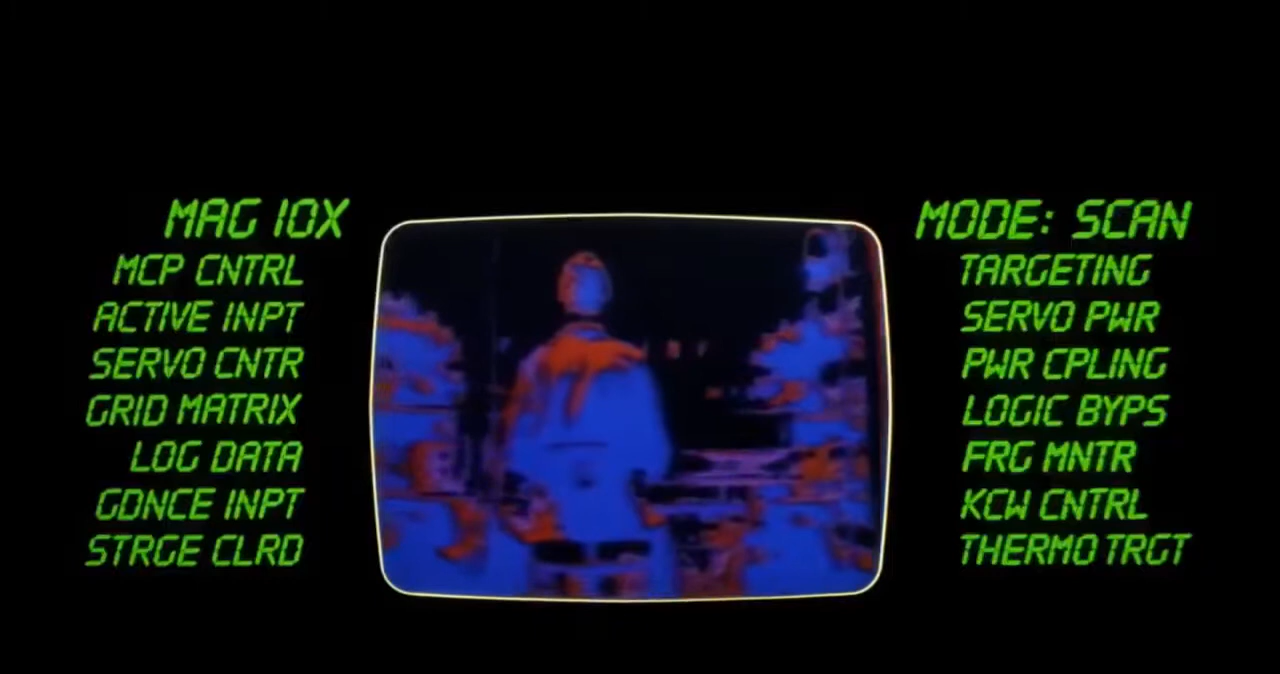 MAG 10X
MCP CNTRL
ACTIVE INPT
SERVO CNTR
GRID MATRIX
LOG DATA
GDNCE INPT
STRGE CLRD
MODE: SCAN
TARGETING
SERVO PWR
PWR CPLING
LOGIC BYPS
FRG MNTR
KCW CNTRL
THERMO TRGT